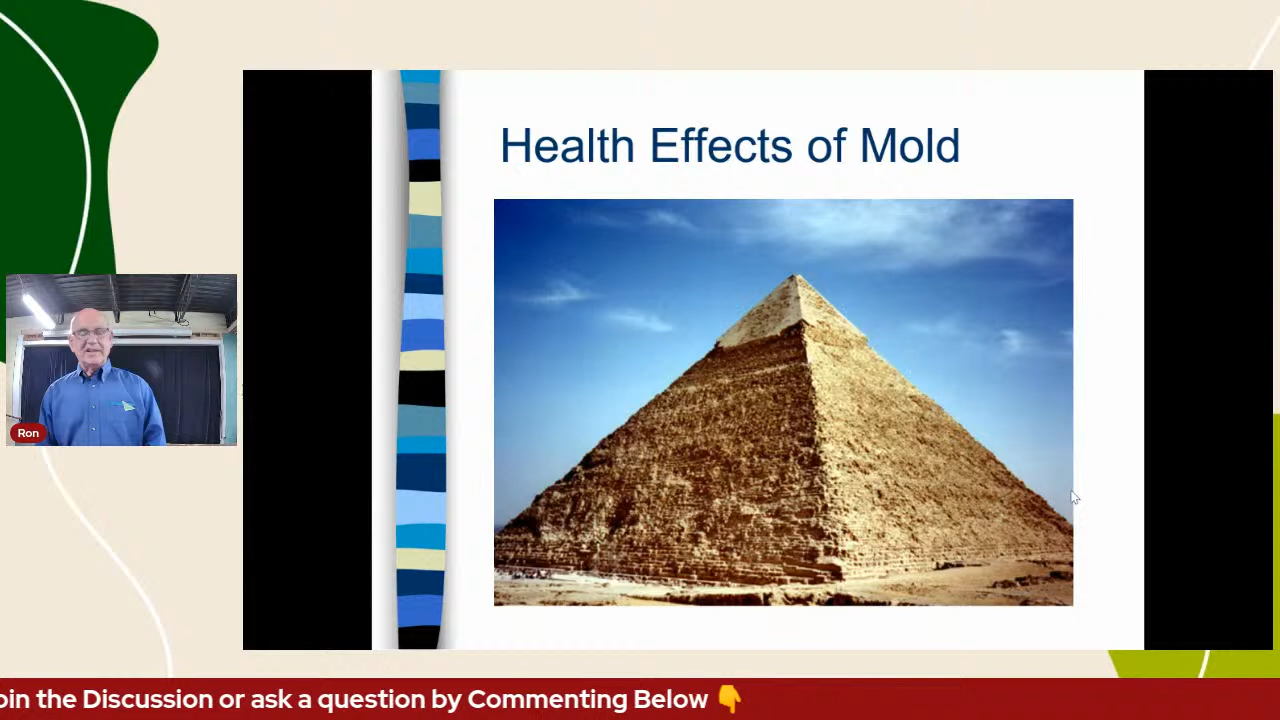 Health Effects of Mold
Ron
oin the Discussion or ask a question by Commenting Below 👇